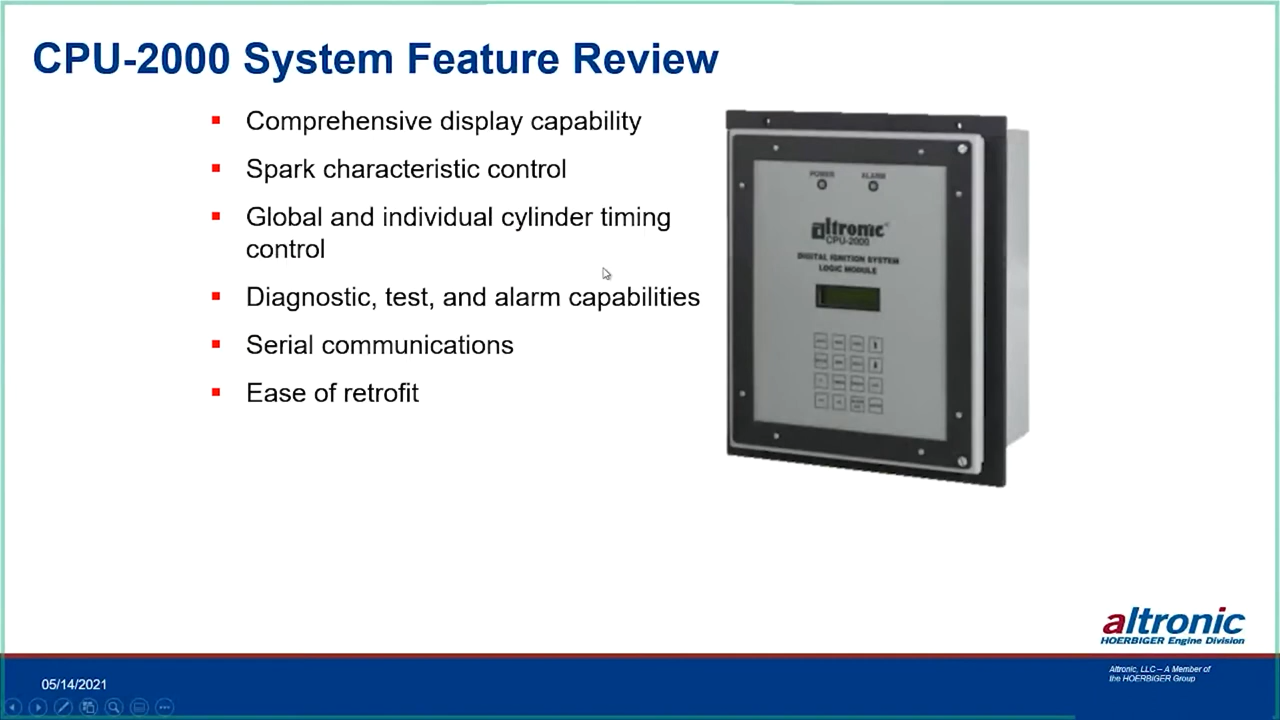 CPU-2000 System Feature Review
▪ Comprehensive display capability
▪ Spark characteristic control
▪ Global and individual cylinder timing
control
▪ Diagnostic, test, and alarm capabilities
▪ Serial communications
▪ Ease of retrofit
POWER ALARM
altronic
CPU-2000
DIGITAL IGNITION SYSTEM
LOGIC MODULE
altronic
HOERBIGER Engine Division
Altronic, LLC – A Member of
the HOERBIGER Group
05/14/2021